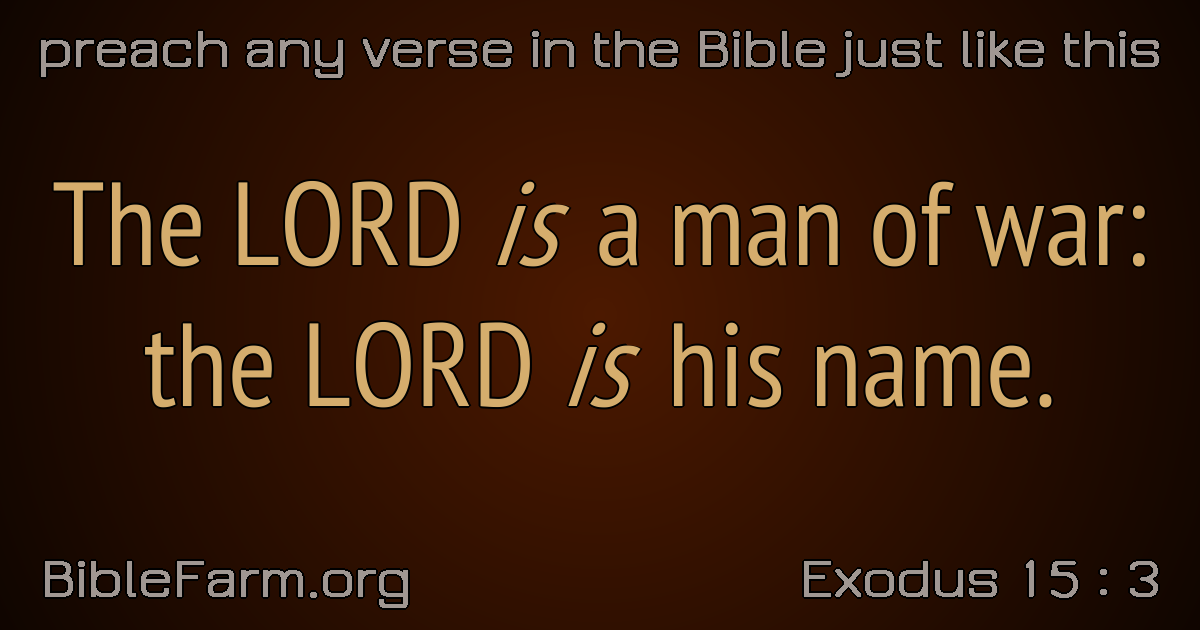 preach any verse in the Bible just like this
The LORD is a man of war:
the LORD is his name.
BibleFarm.org
Exodus 15 : 3